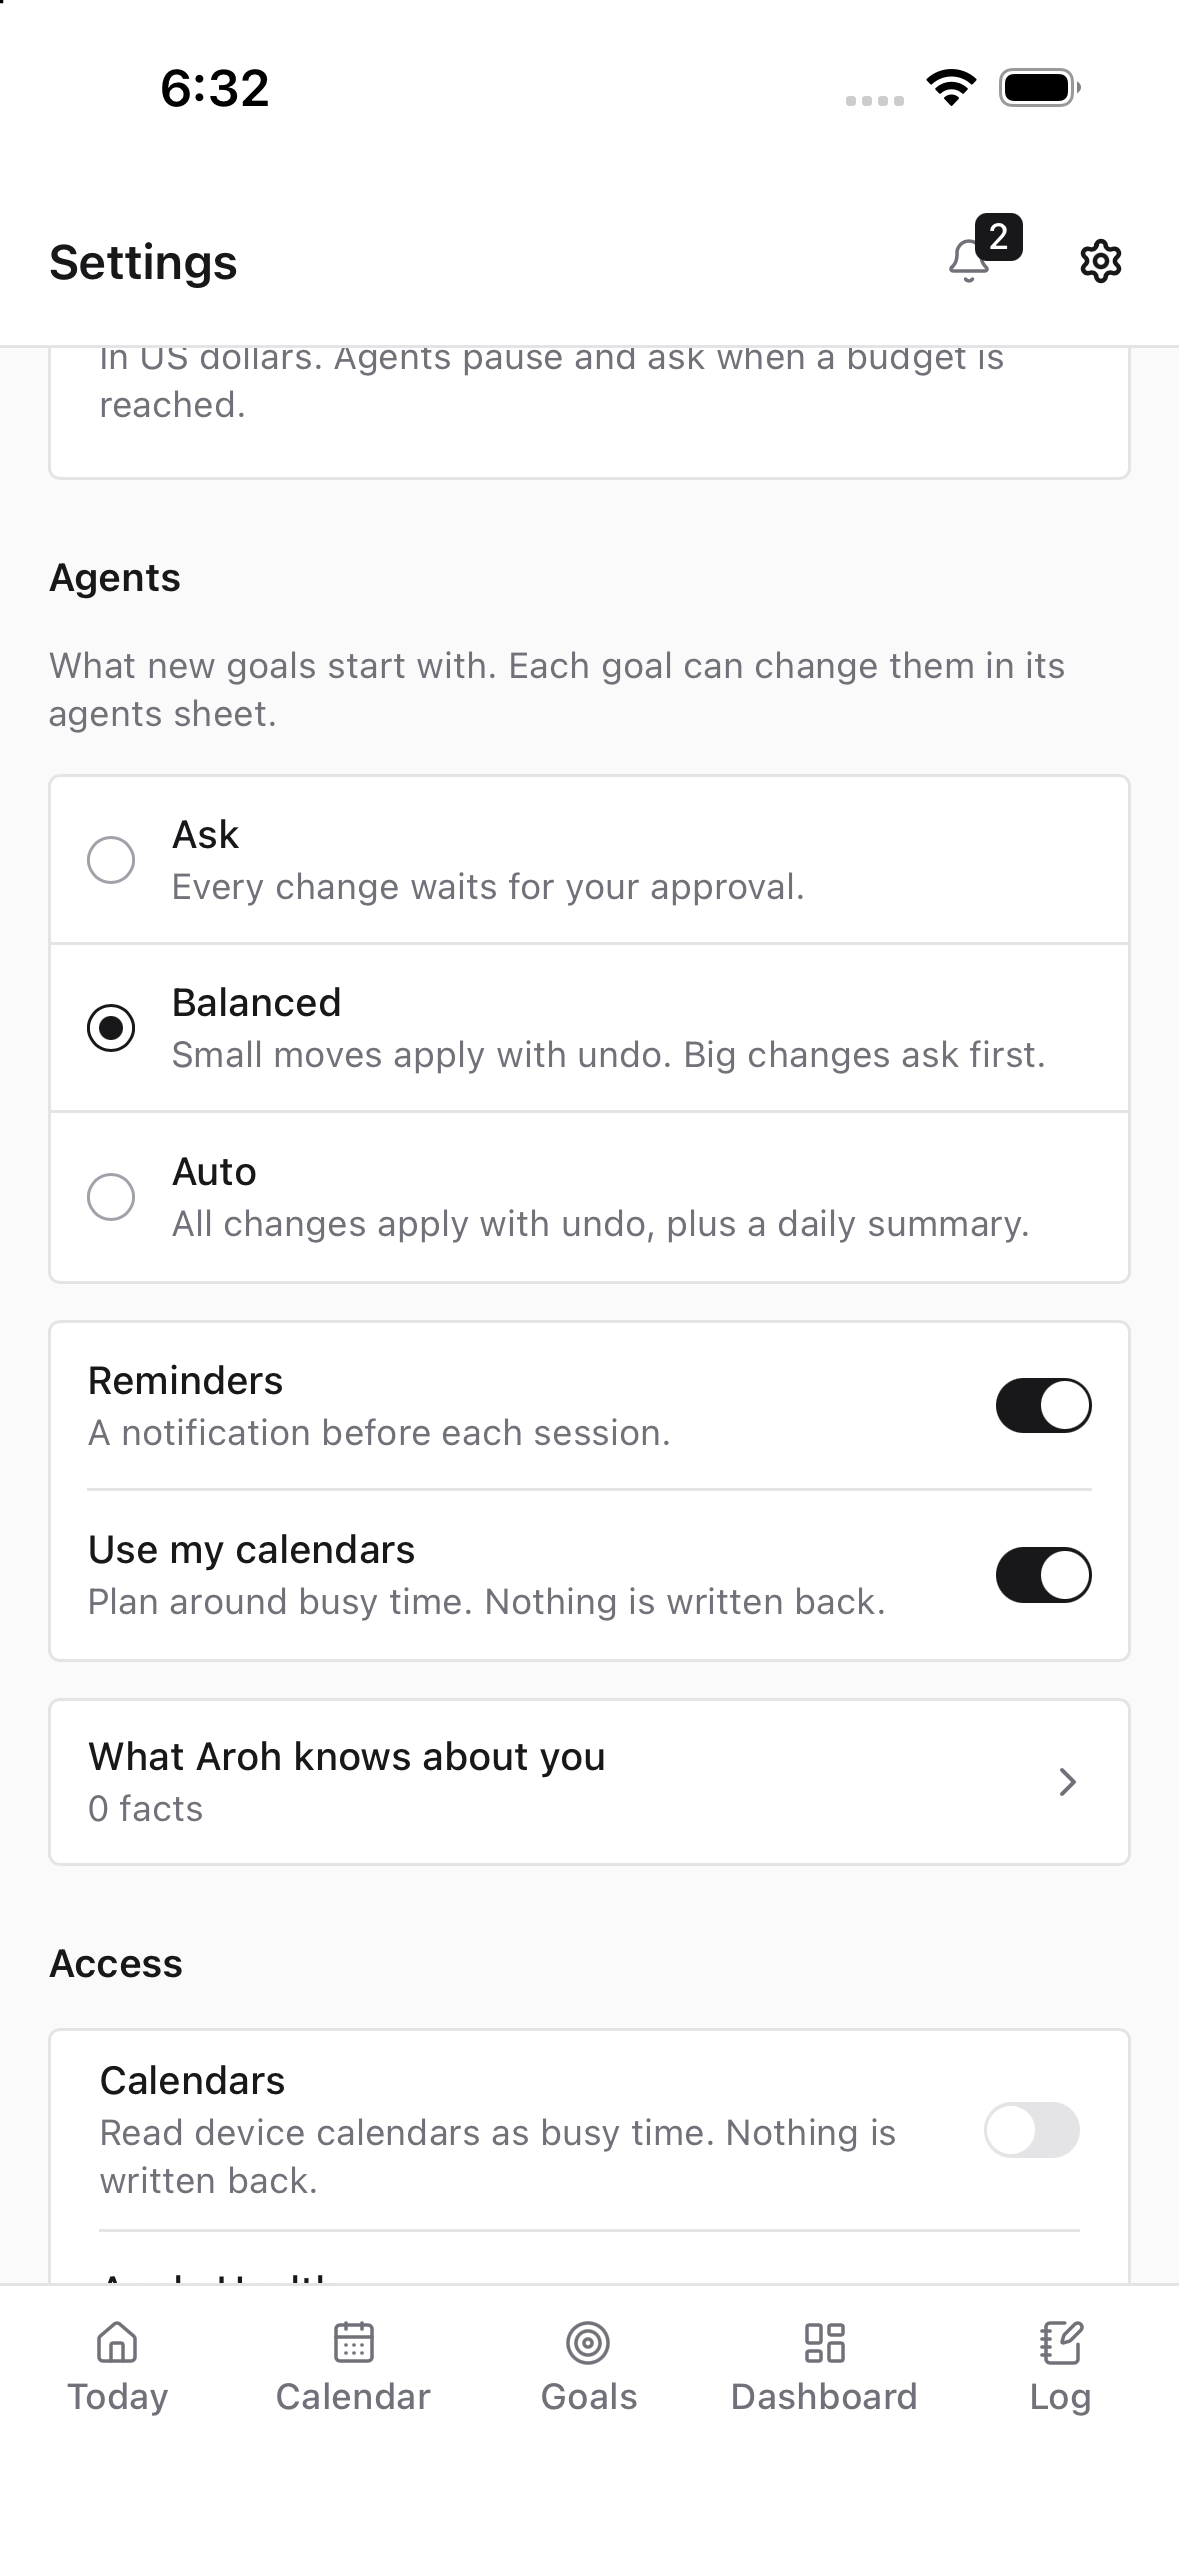 6:32
Settings
2
In US dollars. Agents pause and ask when a budget is
reached.
Agents
What new goals start with. Each goal can change them in its
agents sheet.
Ask
Every change waits for your approval.
Balanced
Small moves apply with undo. Big changes ask first.
Auto
All changes apply with undo, plus a daily summary.
Reminders
A notification before each session.
Use my calendars
Plan around busy time. Nothing is written back.
What Aroh knows about you
0 facts
Access
Calendars
Read device calendars as busy time. Nothing is
written back.
Today
Calendar
Goals
Dashboard
Log